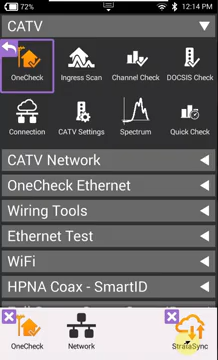 72% 12:14 PM
CATV
OneCheck Ingress Scan Channel Check DOCSIS Check
Connection CATV Settings Spectrum Quick Check
CATV Network
OneCheck Ethernet
Wiring Tools
Ethernet Test
WiFi
HPNA Coax - SmartID
OneCheck Network StrataSync